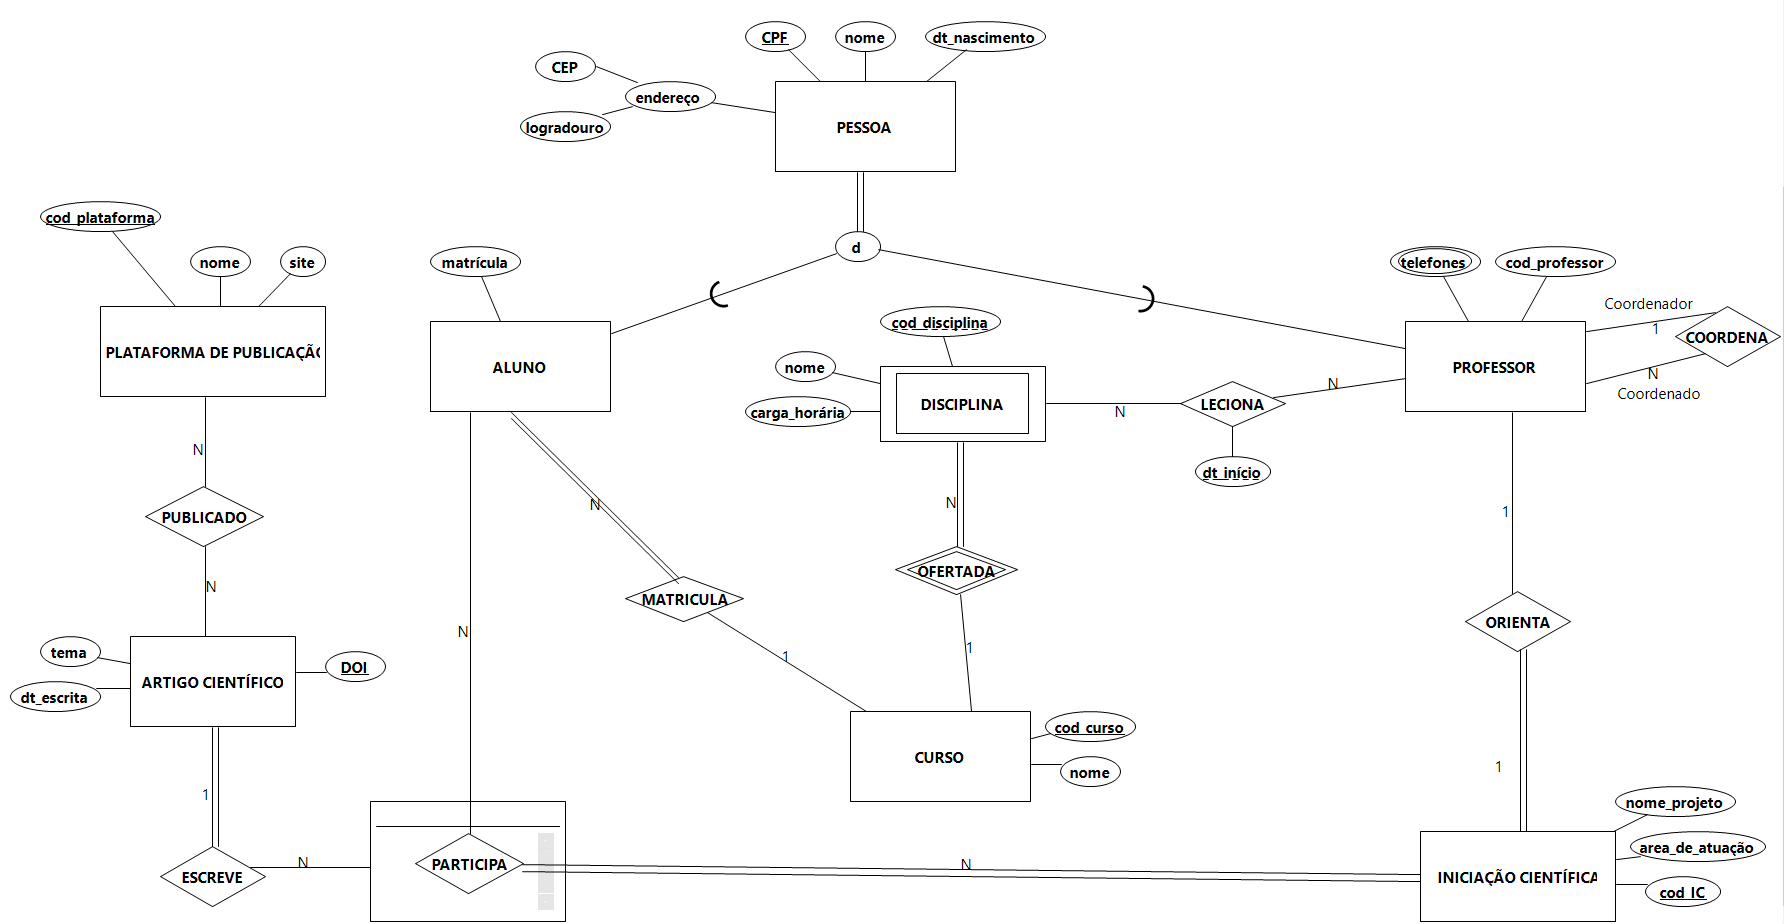 CPF
nome
dt_nascimento
CEP
endereço
logradouro
PESSOA
cod_plataforma
nome
site
matrícula
d
telefones
cod_professor
Coordenador
1
COORDENA
N
Coordenado
PLATAFORMA DE PUBLICAÇÃO
ALUNO
cod_disciplina
nome
carga_horária
DISCIPLINA
N
LECIONA
N
dt_início
PROFESSOR
N
PUBLICADO
N
N
MATRICULA
1
N
OFERTADA
1
1
ORIENTA
1
N
tema
dt_escrita
ARTIGO CIENTÍFICO
DOI
CURSO
cod_curso
nome
1
ESCREVE
N
PARTICIPA
N
nome_projeto
area_de_atuação
INICIAÇÃO CIENTÍFICA
cod_IC